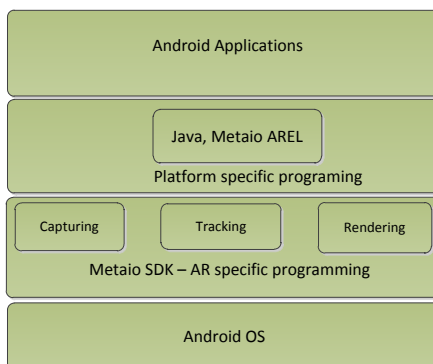 Android Applications
Java, Metaio AREL
Platform specific programing
Capturing
Tracking
Rendering
Metaio SDK – AR specific programming
Android OS